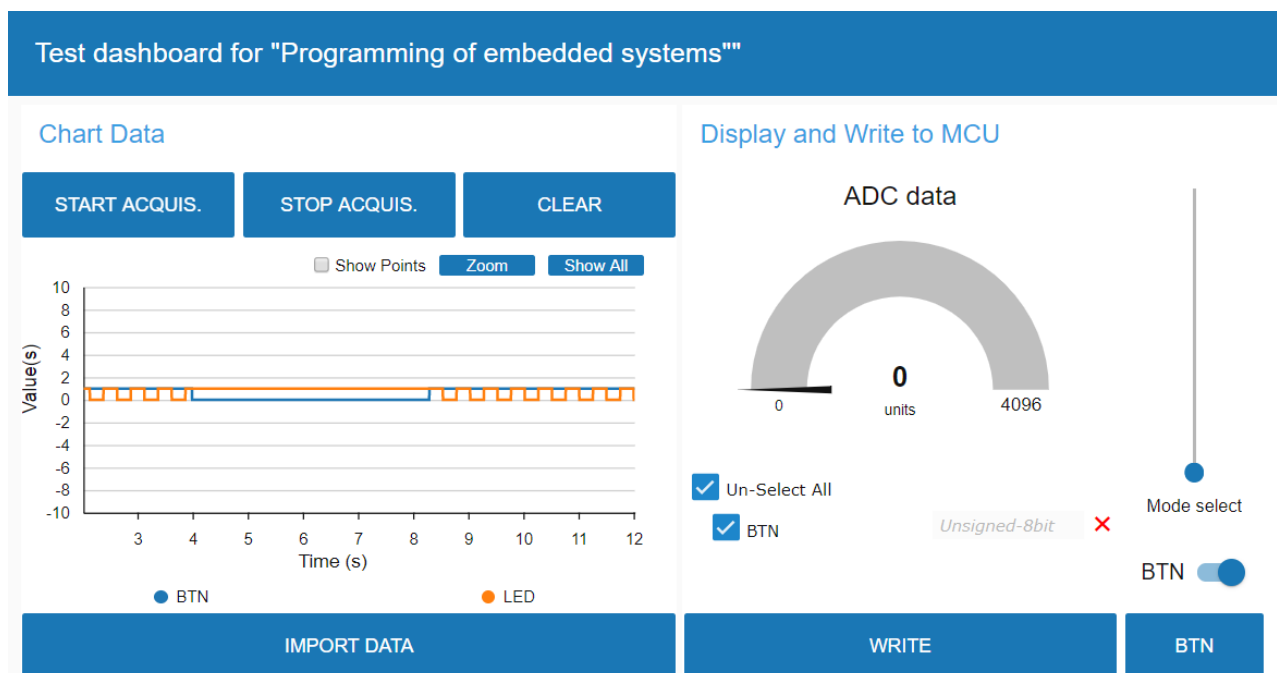 Test dashboard for "Programming of embedded systems""
Chart Data
START ACQUIS.
STOP ACQUIS.
CLEAR
Show Points
Zoom
Show All
Value(s)
10
8
6
4
2
0
-2
-4
-6
-8
-10
3 4 5 6 7 8 9 10 11 12
Time (s)
BTN
LED
IMPORT DATA
Display and Write to MCU
ADC data
0
units
0
4096
Mode select
Un-Select All
BTN
Unsigned-8bit
BTN
WRITE
BTN